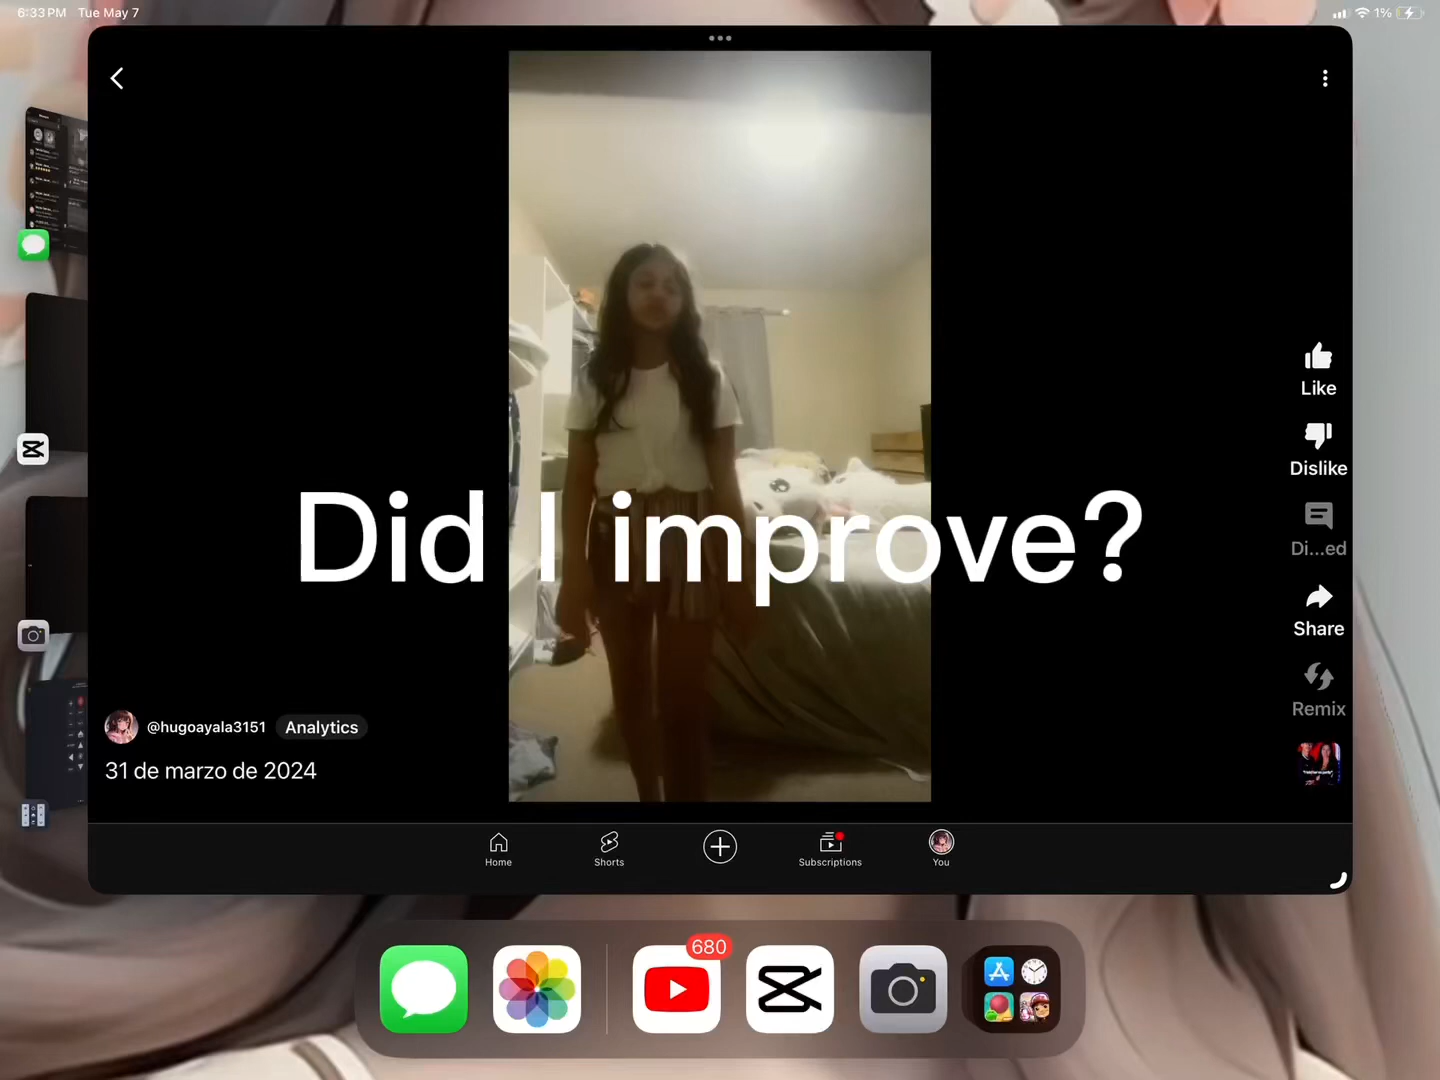 6:33 PM Tue May 7
1%
Did I improve?
Like
Dislike
Di...ed
Share
Remix
@hugoayala3151 Analytics
31 de marzo de 2024
Home
Shorts
Subscriptions
You
680